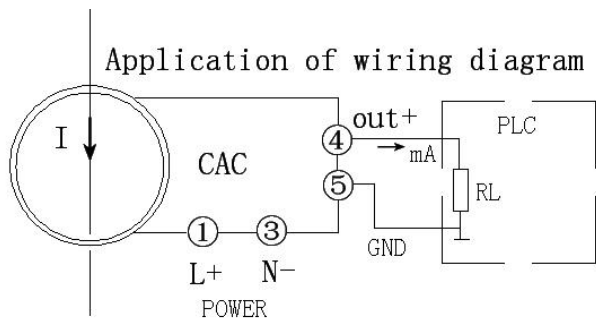 Application of wiring diagram
out+
PLC
④
I
mA
CAC
⑤
RL
①
③
GND
L+
N-
POWER